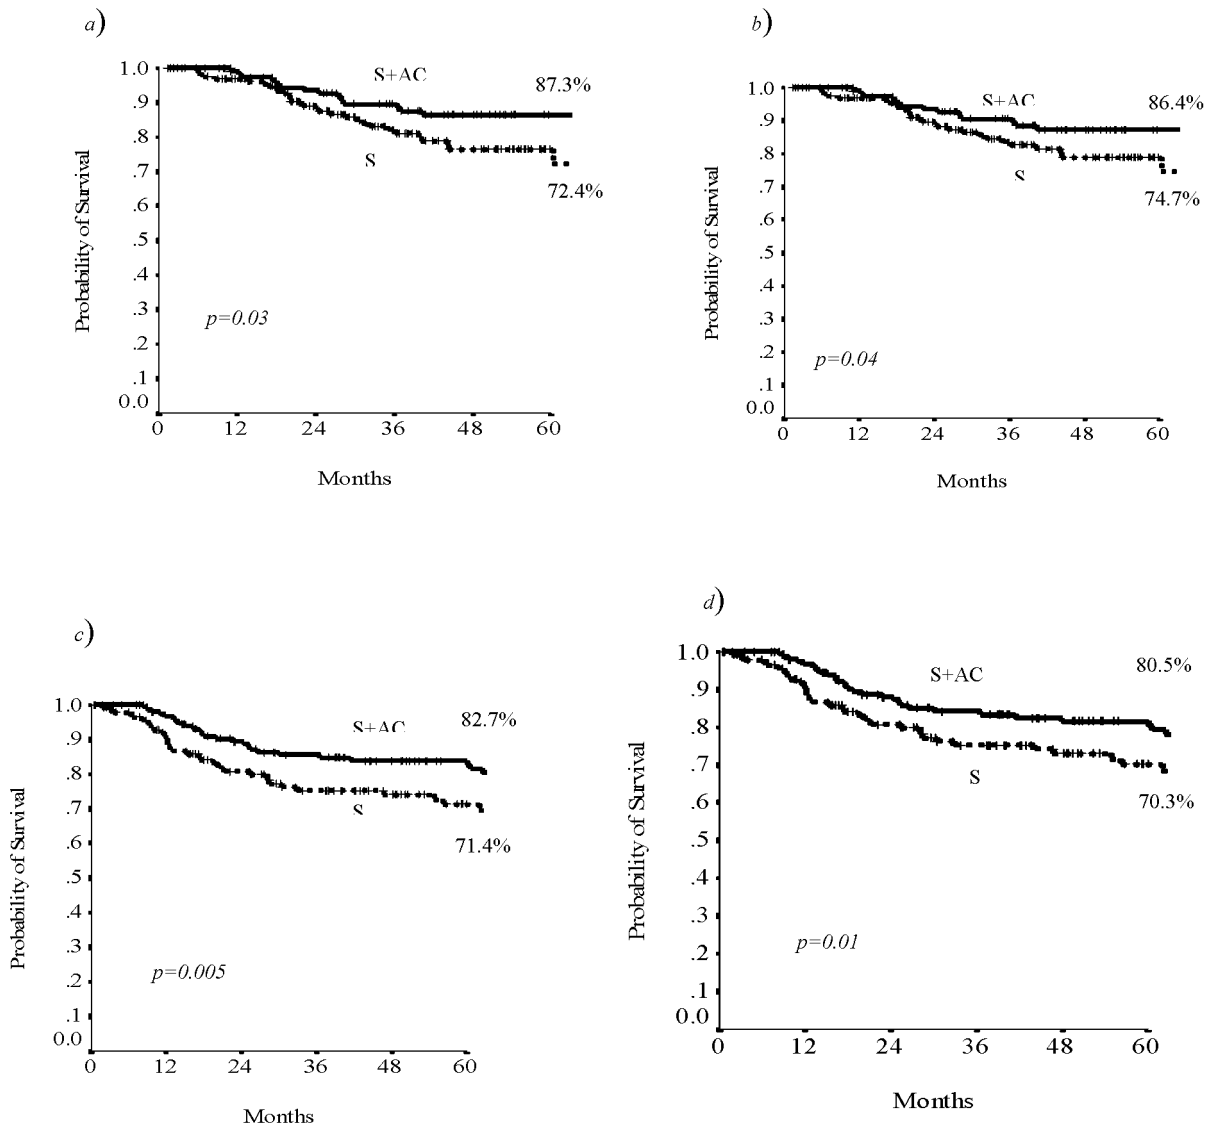 a)
1.0
.9
.8
.7
.6
.5
.4
.3
.2
.1
0.0
Probability of Survival
S+AC
87.3%
S
72.4%
p=0.03
0 12 24 36 48 60
Months
b)
1.0
.9
.8
.7
.6
.5
.4
.3
.2
.1
0.0
Probability of Survival
S+AC
86.4%
S
74.7%
p=0.04
0 12 24 36 48 60
Months
c)
1.0
.9
.8
.7
.6
.5
.4
.3
.2
.1
0.0
Probability of Survival
S+AC
82.7%
S
71.4%
p=0.005
0 12 24 36 48 60
Months
d)
1.0
.9
.8
.7
.6
.5
.4
.3
.2
.1
0.0
Probability of Survival
S+AC
80.5%
S
70.3%
p=0.01
0 12 24 36 48 60
Months